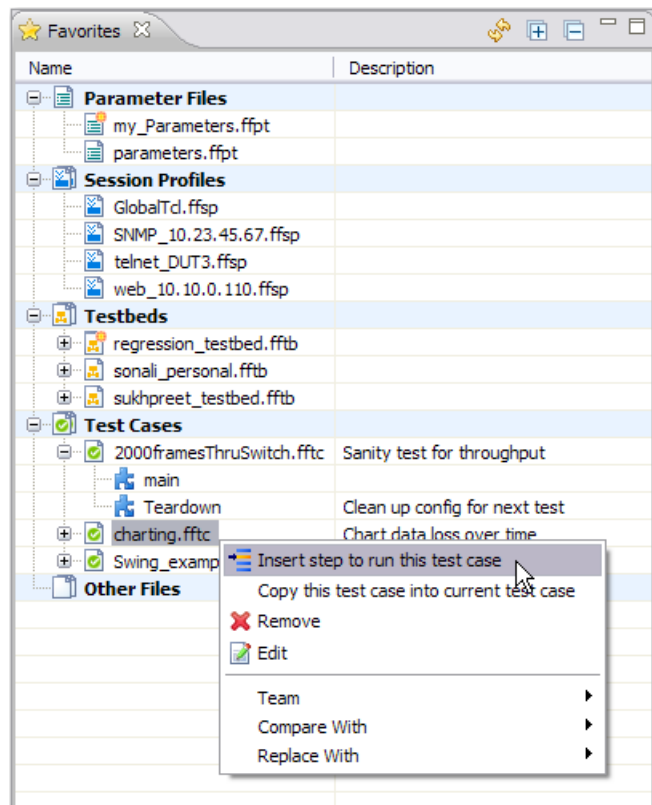 Favorites
Name Description
Parameter Files
my_Parameters.ffpt
parameters.ffpt
Session Profiles
GlobalTcl.ffsp
SNMP_10.23.45.67.ffsp
telnet_DUT3.ffsp
web_10.10.0.110.ffsp
Testbeds
regression_testbed.fftb
sonali_personal.fftb
sukhpreet_testbed.fftb
Test Cases
2000framesThruSwitch.fftc Sanity test for throughput
main
Teardown Clean up config for next test
charting.fftc Chart data loss over time
Swing_examp
Other Files
Insert step to run this test case
Copy this test case into current test case
Remove
Edit
Team
Compare With
Replace With